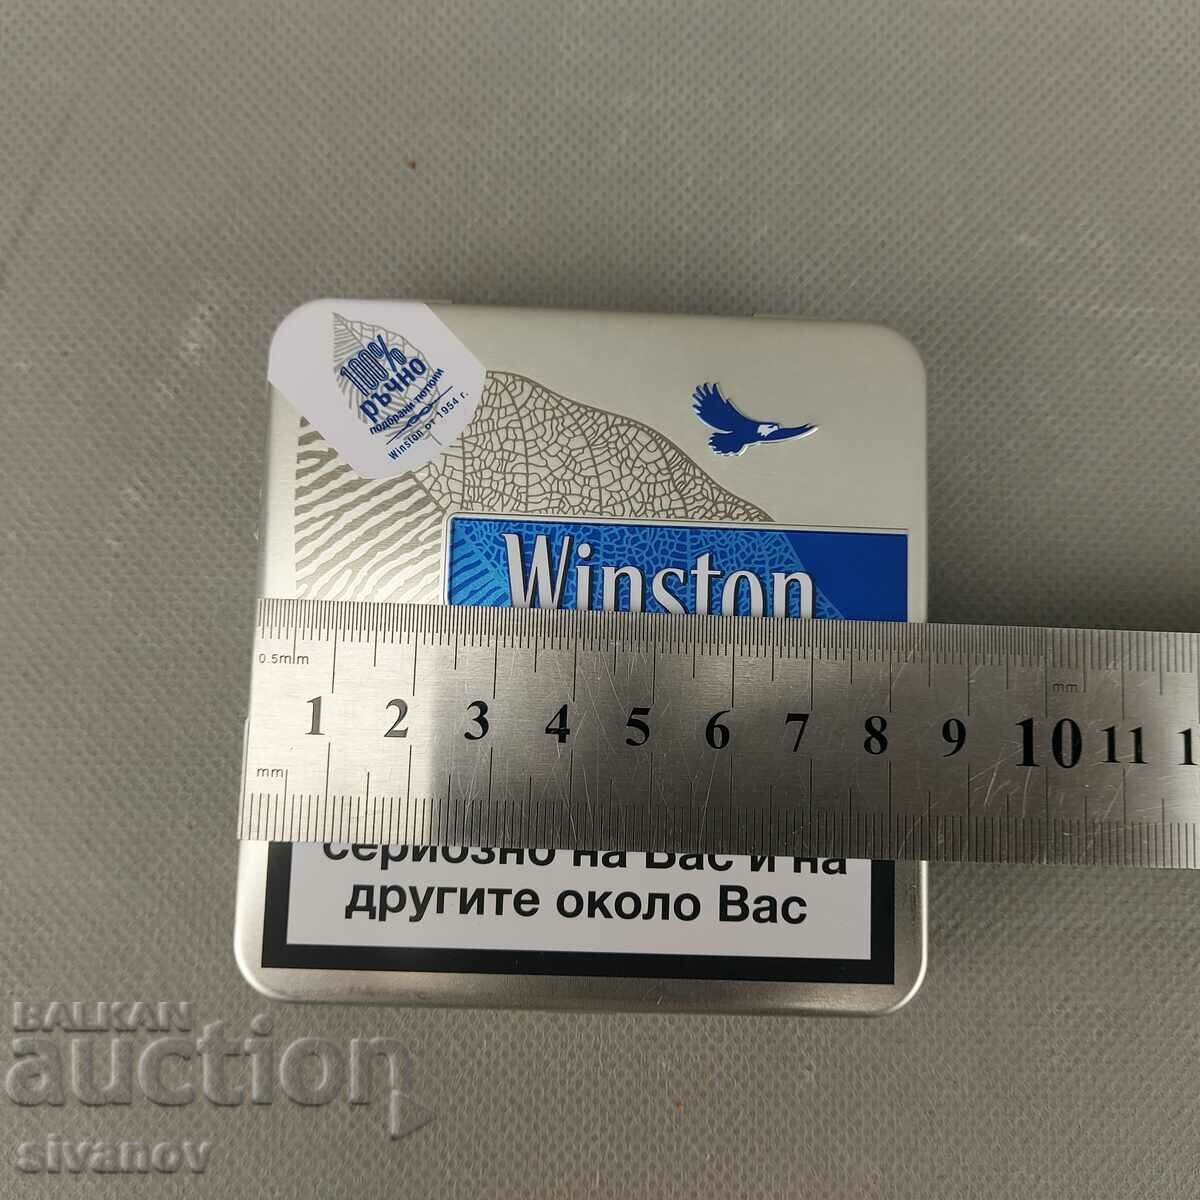 100%
ръчно
подбрани тютюни
Winston от 1954 г.
Winston
0.5mm
mm
1 2 3 4 5 6 7 8 9 10 11 1
mm
сериозно на Вас и на
другите около Вас
BALKAN
auction
sivanov